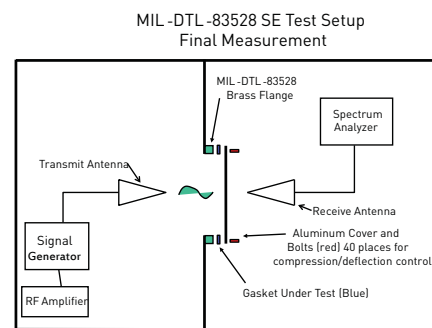 MIL-DTL-83528 SE Test Setup
Final Measurement
MIL-DTL-83528
Brass Flange
Spectrum
Analyzer
Transmit Antenna
Receive Antenna
Signal
Generator
Aluminum Cover and
Bolts (red) 40 places for
compression/deflection control
RF Amplifier
Gasket Under Test (Blue)